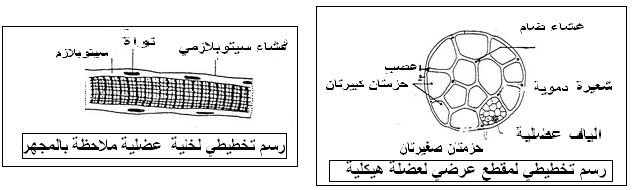 غشاء ضام
عصب
حزمتان كبيرتان
شعيرة دموية
الياف عضلية
حزمتان صغيرتان
رسم تخطيطي لمقطع عرضي لعضلة هيكلية
غشاء سيتوبلازمي
نواة
سيتوبلازم
رسم تخطيطي لخلية عضلية ملاحظة بالمجهر